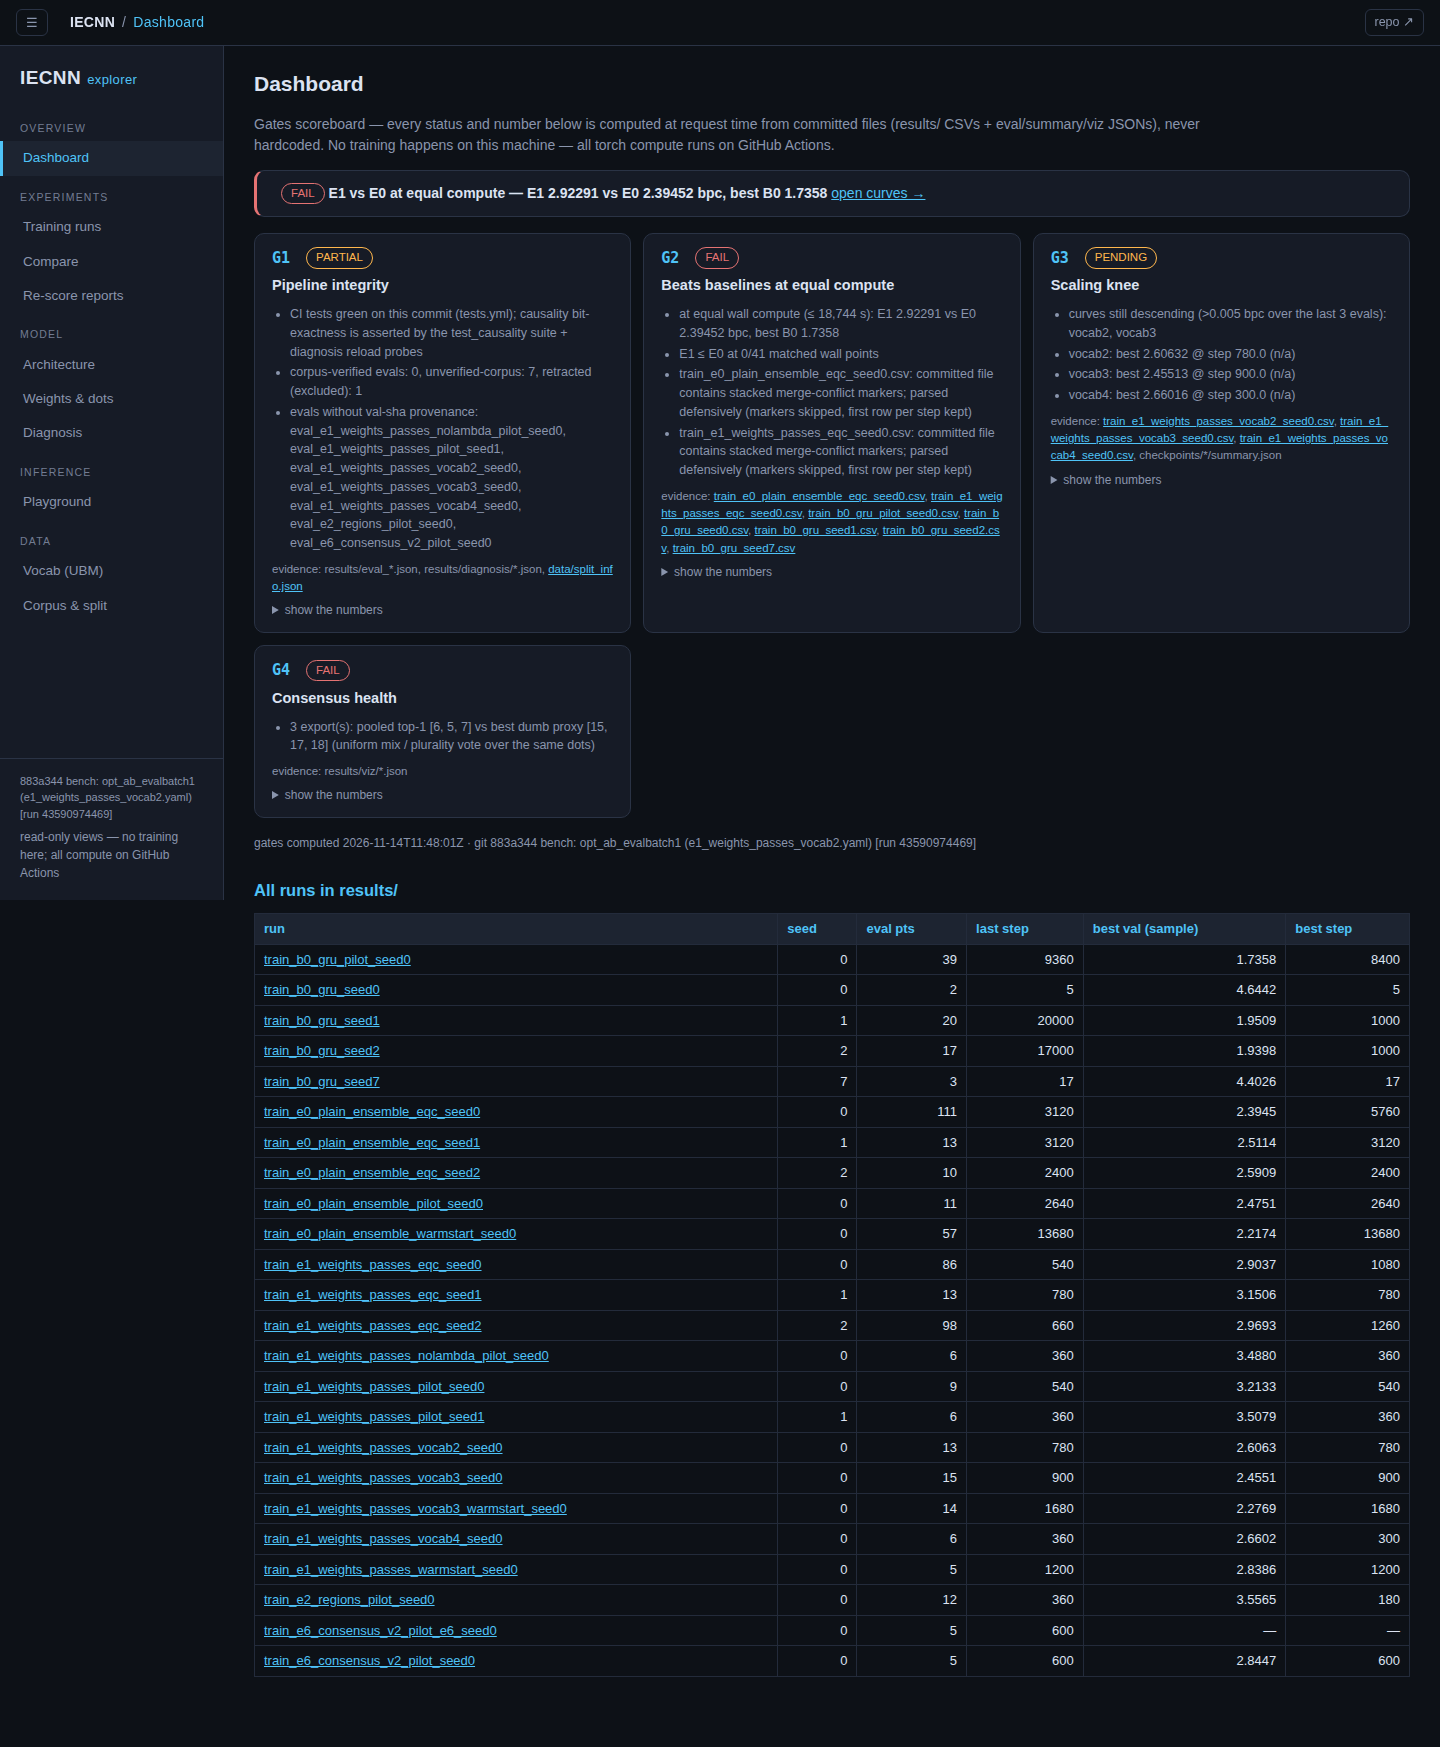 ☰ IECNN / Dashboard repo ↗
IECNN explorer
OVERVIEW
Dashboard
EXPERIMENTS
Training runs
Compare
Re-score reports
MODEL
Architecture
Weights & dots
Diagnosis
INFERENCE
Playground
DATA
Vocab (UBM)
Corpus & split
883a344 bench: opt_ab_evalbatch1
(e1_weights_passes_vocab2.yaml)
[run 43590974469]
read-only views — no training
here; all compute on GitHub
Actions
Dashboard
Gates scoreboard — every status and number below is computed at request time from committed files (results/ CSVs + eval/summary/viz JSONs), never
hardcoded. No training happens on this machine — all torch compute runs on GitHub Actions.
FAIL E1 vs E0 at equal compute — E1 2.92291 vs E0 2.39452 bpc, best B0 1.7358 open curves →
G1 PARTIAL
Pipeline integrity
• CI tests green on this commit (tests.yml); causality bit-
exactness is asserted by the test_causality suite +
diagnosis reload probes
• corpus-verified evals: 0, unverified-corpus: 7, retracted
(excluded): 1
• evals without val-sha provenance:
eval_e1_weights_passes_nolambda_pilot_seed0,
eval_e1_weights_passes_pilot_seed1,
eval_e1_weights_passes_vocab2_seed0,
eval_e1_weights_passes_vocab3_seed0,
eval_e1_weights_passes_vocab4_seed0,
eval_e2_regions_pilot_seed0,
eval_e6_consensus_v2_pilot_seed0
evidence: results/eval_*.json, results/diagnosis/*.json, data/split_inf
o.json
▶ show the numbers
G2 FAIL
Beats baselines at equal compute
• at equal wall compute (≤ 18,744 s): E1 2.92291 vs E0
2.39452 bpc, best B0 1.7358
• E1 ≤ E0 at 0/41 matched wall points
• train_e0_plain_ensemble_eqc_seed0.csv: committed file
contains stacked merge-conflict markers; parsed
defensively (markers skipped, first row per step kept)
• train_e1_weights_passes_eqc_seed0.csv: committed file
contains stacked merge-conflict markers; parsed
defensively (markers skipped, first row per step kept)
evidence: train_e0_plain_ensemble_eqc_seed0.csv, train_e1_weig
hts_passes_eqc_seed0.csv, train_b0_gru_pilot_seed0.csv, train_b
0_gru_seed0.csv, train_b0_gru_seed1.csv, train_b0_gru_seed2.cs
v, train_b0_gru_seed7.csv
▶ show the numbers
G3 PENDING
Scaling knee
• curves still descending (>0.005 bpc over the last 3 evals):
vocab2, vocab3
• vocab2: best 2.60632 @ step 780.0 (n/a)
• vocab3: best 2.45513 @ step 900.0 (n/a)
• vocab4: best 2.66016 @ step 300.0 (n/a)
evidence: train_e1_weights_passes_vocab2_seed0.csv, train_e1_
weights_passes_vocab3_seed0.csv, train_e1_weights_passes_vo
cab4_seed0.csv, checkpoints/*/summary.json
▶ show the numbers
G4 FAIL
Consensus health
• 3 export(s): pooled top-1 [6, 5, 7] vs best dumb proxy [15,
17, 18] (uniform mix / plurality vote over the same dots)
evidence: results/viz/*.json
▶ show the numbers
gates computed 2026-11-14T11:48:01Z · git 883a344 bench: opt_ab_evalbatch1 (e1_weights_passes_vocab2.yaml) [run 43590974469]
All runs in results/
run seed eval pts last step best val (sample) best step
train_b0_gru_pilot_seed0 0 39 9360 1.7358 8400
train_b0_gru_seed0 0 2 5 4.6442 5
train_b0_gru_seed1 1 20 20000 1.9509 1000
train_b0_gru_seed2 2 17 17000 1.9398 1000
train_b0_gru_seed7 7 3 17 4.4026 17
train_e0_plain_ensemble_eqc_seed0 0 111 3120 2.3945 5760
train_e0_plain_ensemble_eqc_seed1 1 13 3120 2.5114 3120
train_e0_plain_ensemble_eqc_seed2 2 10 2400 2.5909 2400
train_e0_plain_ensemble_pilot_seed0 0 11 2640 2.4751 2640
train_e0_plain_ensemble_warmstart_seed0 0 57 13680 2.2174 13680
train_e1_weights_passes_eqc_seed0 0 86 540 2.9037 1080
train_e1_weights_passes_eqc_seed1 1 13 780 3.1506 780
train_e1_weights_passes_eqc_seed2 2 98 660 2.9693 1260
train_e1_weights_passes_nolambda_pilot_seed0 0 6 360 3.4880 360
train_e1_weights_passes_pilot_seed0 0 9 540 3.2133 540
train_e1_weights_passes_pilot_seed1 1 6 360 3.5079 360
train_e1_weights_passes_vocab2_seed0 0 13 780 2.6063 780
train_e1_weights_passes_vocab3_seed0 0 15 900 2.4551 900
train_e1_weights_passes_vocab3_warmstart_seed0 0 14 1680 2.2769 1680
train_e1_weights_passes_vocab4_seed0 0 6 360 2.6602 300
train_e1_weights_passes_warmstart_seed0 0 5 1200 2.8386 1200
train_e2_regions_pilot_seed0 0 12 360 3.5565 180
train_e6_consensus_v2_pilot_e6_seed0 0 5 600 — —
train_e6_consensus_v2_pilot_seed0 0 5 600 2.8447 600